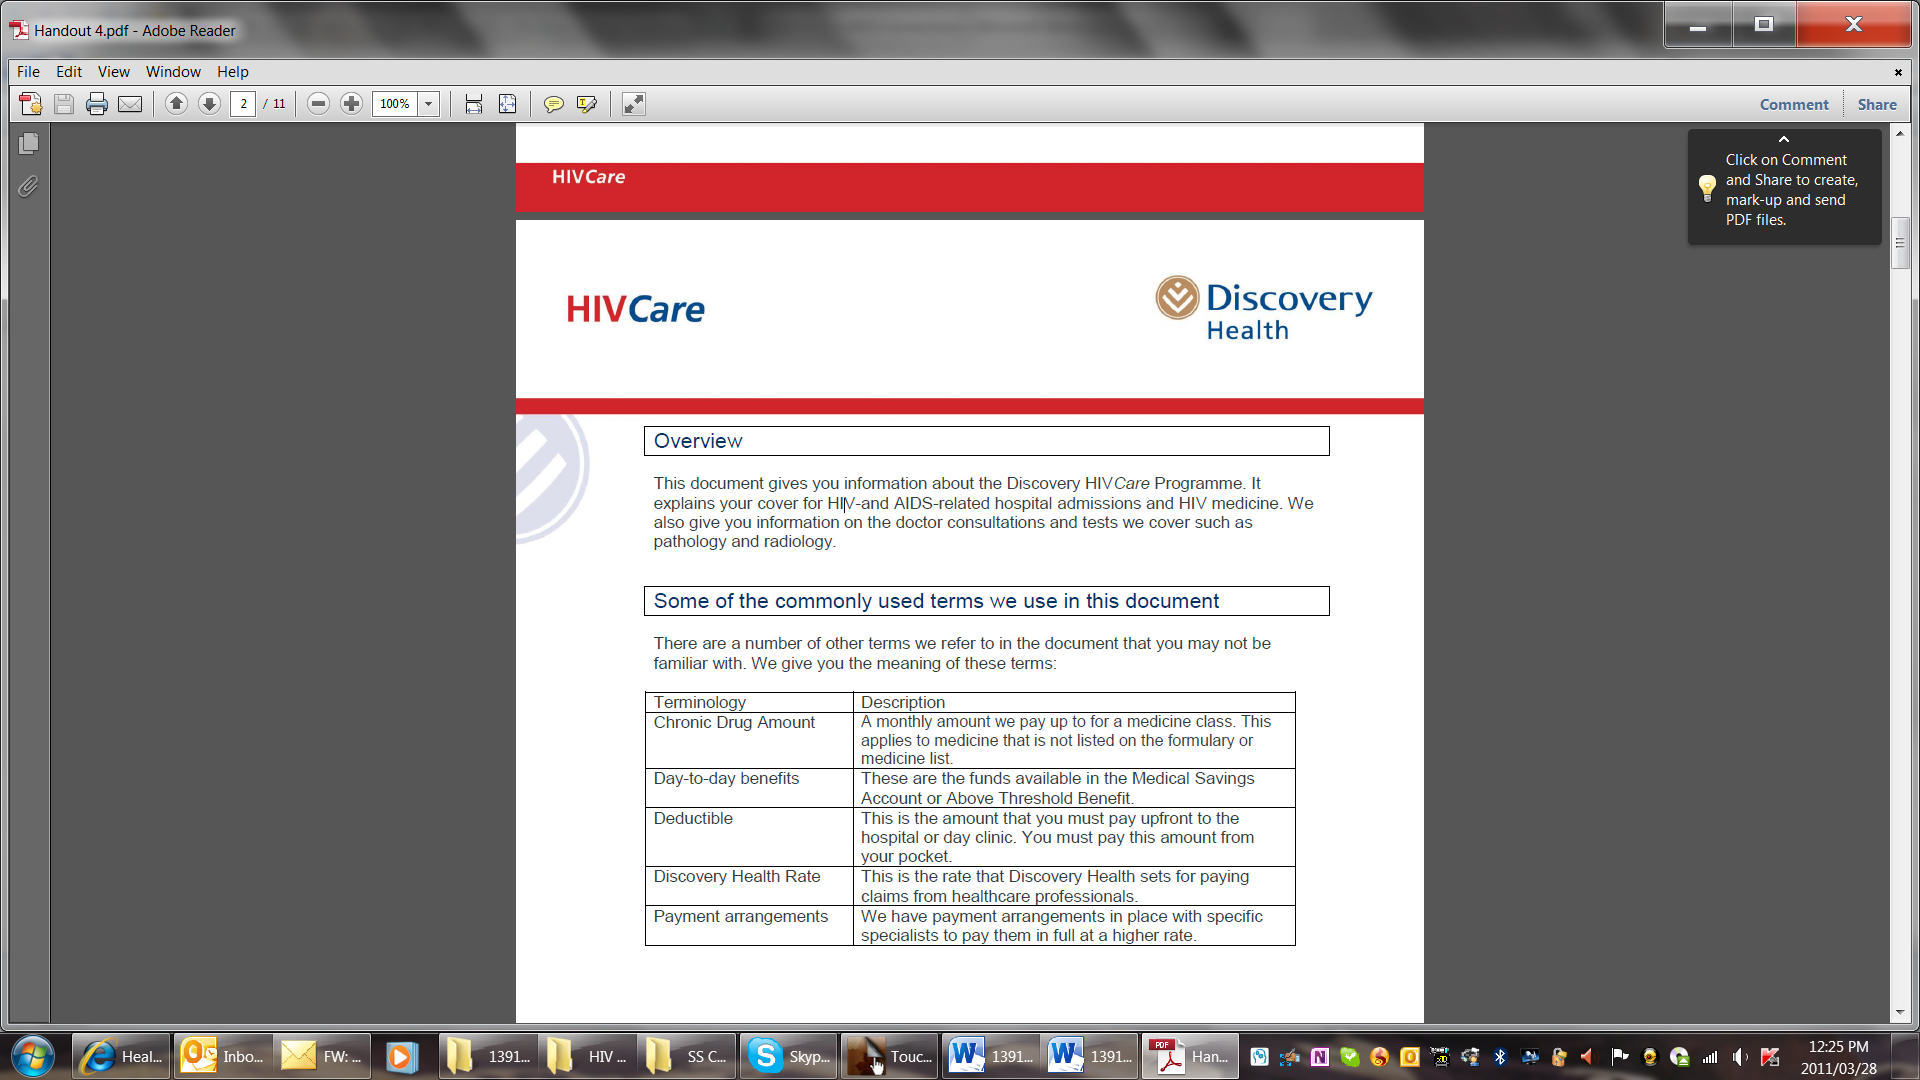 Handout 4.pdf - Adobe Reader
File Edit View Window Help
2 / 11 100% Comment Share
Click on Comment
and Share to create,
mark-up and send
PDF files.
HIVCare
HIVCare
Discovery
Health
Overview
This document gives you information about the Discovery HIVCare Programme. It
explains your cover for HIV-and AIDS-related hospital admissions and HIV medicine. We
also give you information on the doctor consultations and tests we cover such as
pathology and radiology.
Some of the commonly used terms we use in this document
There are a number of other terms we refer to in the document that you may not be
familiar with. We give you the meaning of these terms:
Terminology Description
Chronic Drug Amount A monthly amount we pay up to for a medicine class. This
applies to medicine that is not listed on the formulary or
medicine list.
Day-to-day benefits These are the funds available in the Medical Savings
Account or Above Threshold Benefit.
Deductible This is the amount that you must pay upfront to the
hospital or day clinic. You must pay this amount from
your pocket.
Discovery Health Rate This is the rate that Discovery Health sets for paying
claims from healthcare professionals.
Payment arrangements We have payment arrangements in place with specific
specialists to pay them in full at a higher rate.
Heal... Inbo... FW: ... 1391... HIV ... SS C... Skyp... Touc... 1391... 1391... PDF Han... 12:25 PM
2011/03/28